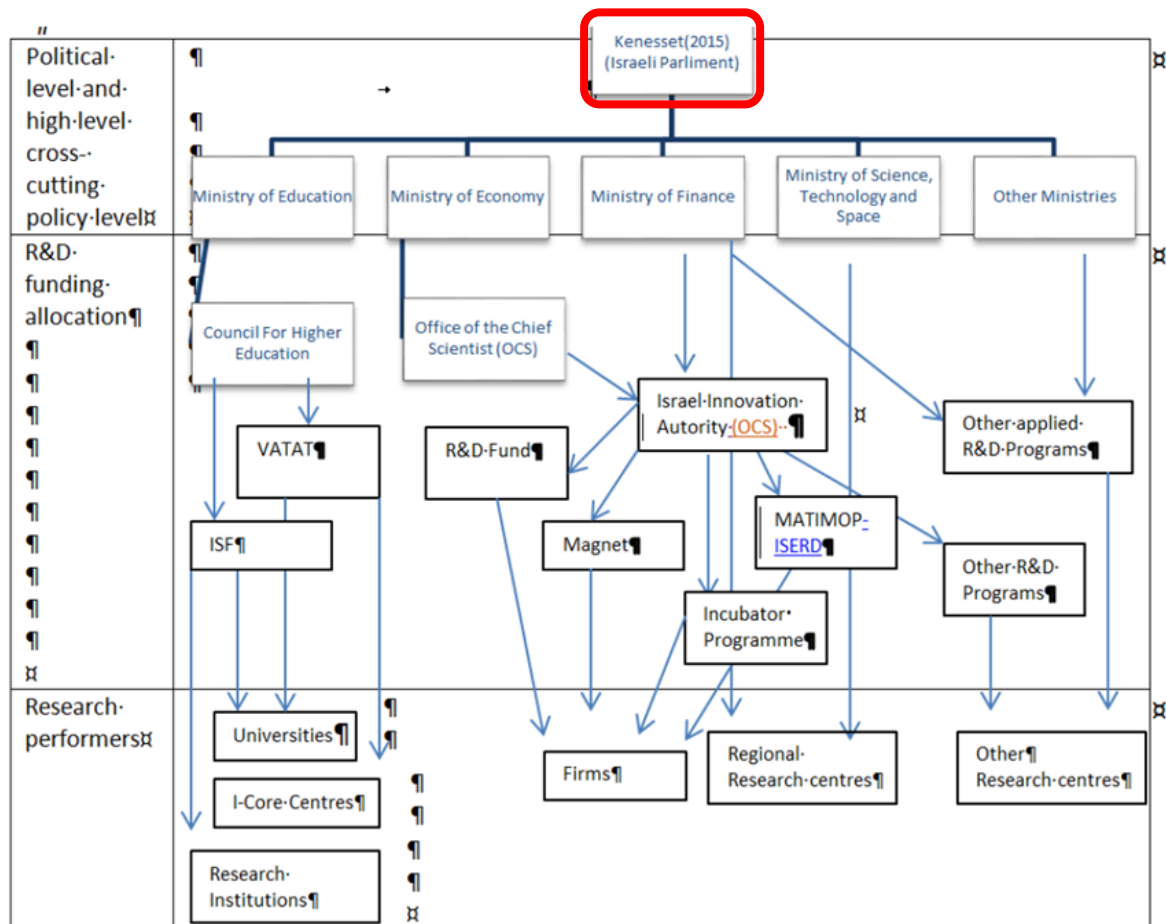 "
Kenesset(2015)
(Israeli Parliment)
Political·
level·and·
high·level·
cross-·
cutting·
policy·level¤
¶
→
¶
¶
¶
¤
Ministry of Education
Ministry of Economy
Ministry of Finance
Ministry of Science,
Technology and
Space
Other Ministries
R&D·
funding·
allocation¶
¶
¶
¶
¶
¶
¶
¶
¶
¶
¶
¤
¶
¶
¶
¤
Council For Higher
Education
Office of the Chief
Scientist (OCS)
Israel·Innovation·
Autority·(OCS)··¶
¤
Other·applied·
R&D·Programs¶
VATAT¶
R&D·Fund¶
MATIMOP-
ISERD¶
ISF¶
Magnet¶
Other·R&D·
Programs¶
Incubator·
Programme¶
Research·
performers¤
¶
¶
¤
Universities¶
Firms¶
Regional·
Research·centres¶
Other¶
Research·centres¶
I-Core·Centres¶
¶
¶
¶
¶
¤
Research·
Institutions¶